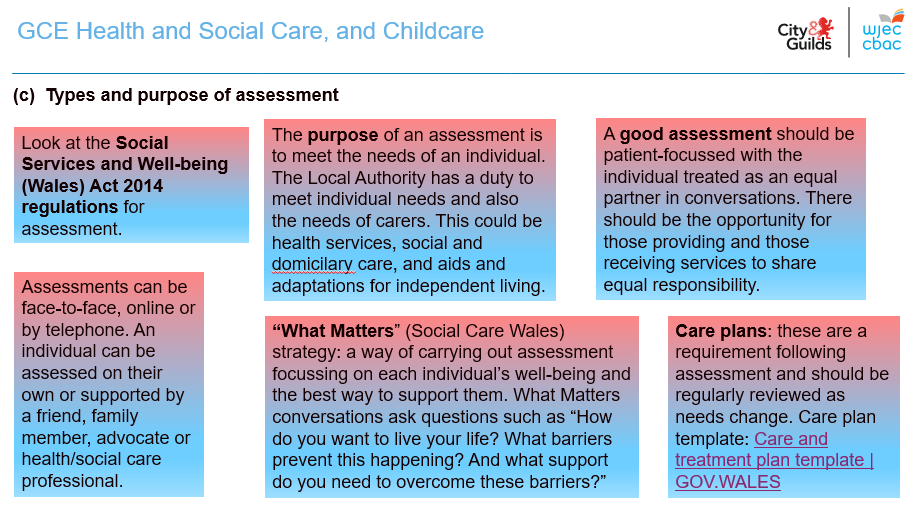 GCE Health and Social Care, and Childcare
City&
Guilds
wjec
cbac
(c) Types and purpose of assessment
Look at the Social
Services and Well-being
(Wales) Act 2014
regulations for
assessment.
The purpose of an assessment is
to meet the needs of an individual.
The Local Authority has a duty to
meet individual needs and also
the needs of carers. This could be
health services, social and
domicilary care, and aids and
adaptations for independent living.
A good assessment should be
patient-focussed with the
individual treated as an equal
partner in conversations. There
should be the opportunity for
those providing and those
receiving services to share
equal responsibility.
Assessments can be
face-to-face, online or
by telephone. An
individual can be
assessed on their
own or supported by
a friend, family
member, advocate or
health/social care
professional.
“What Matters” (Social Care Wales)
strategy: a way of carrying out assessment
focussing on each individual’s well-being and
the best way to support them. What Matters
conversations ask questions such as “How
do you want to live your life? What barriers
prevent this happening? And what support
do you need to overcome these barriers?”
Care plans: these are a
requirement following
assessment and should be
regularly reviewed as
needs change. Care plan
template: Care and
treatment plan template |
GOV.WALES